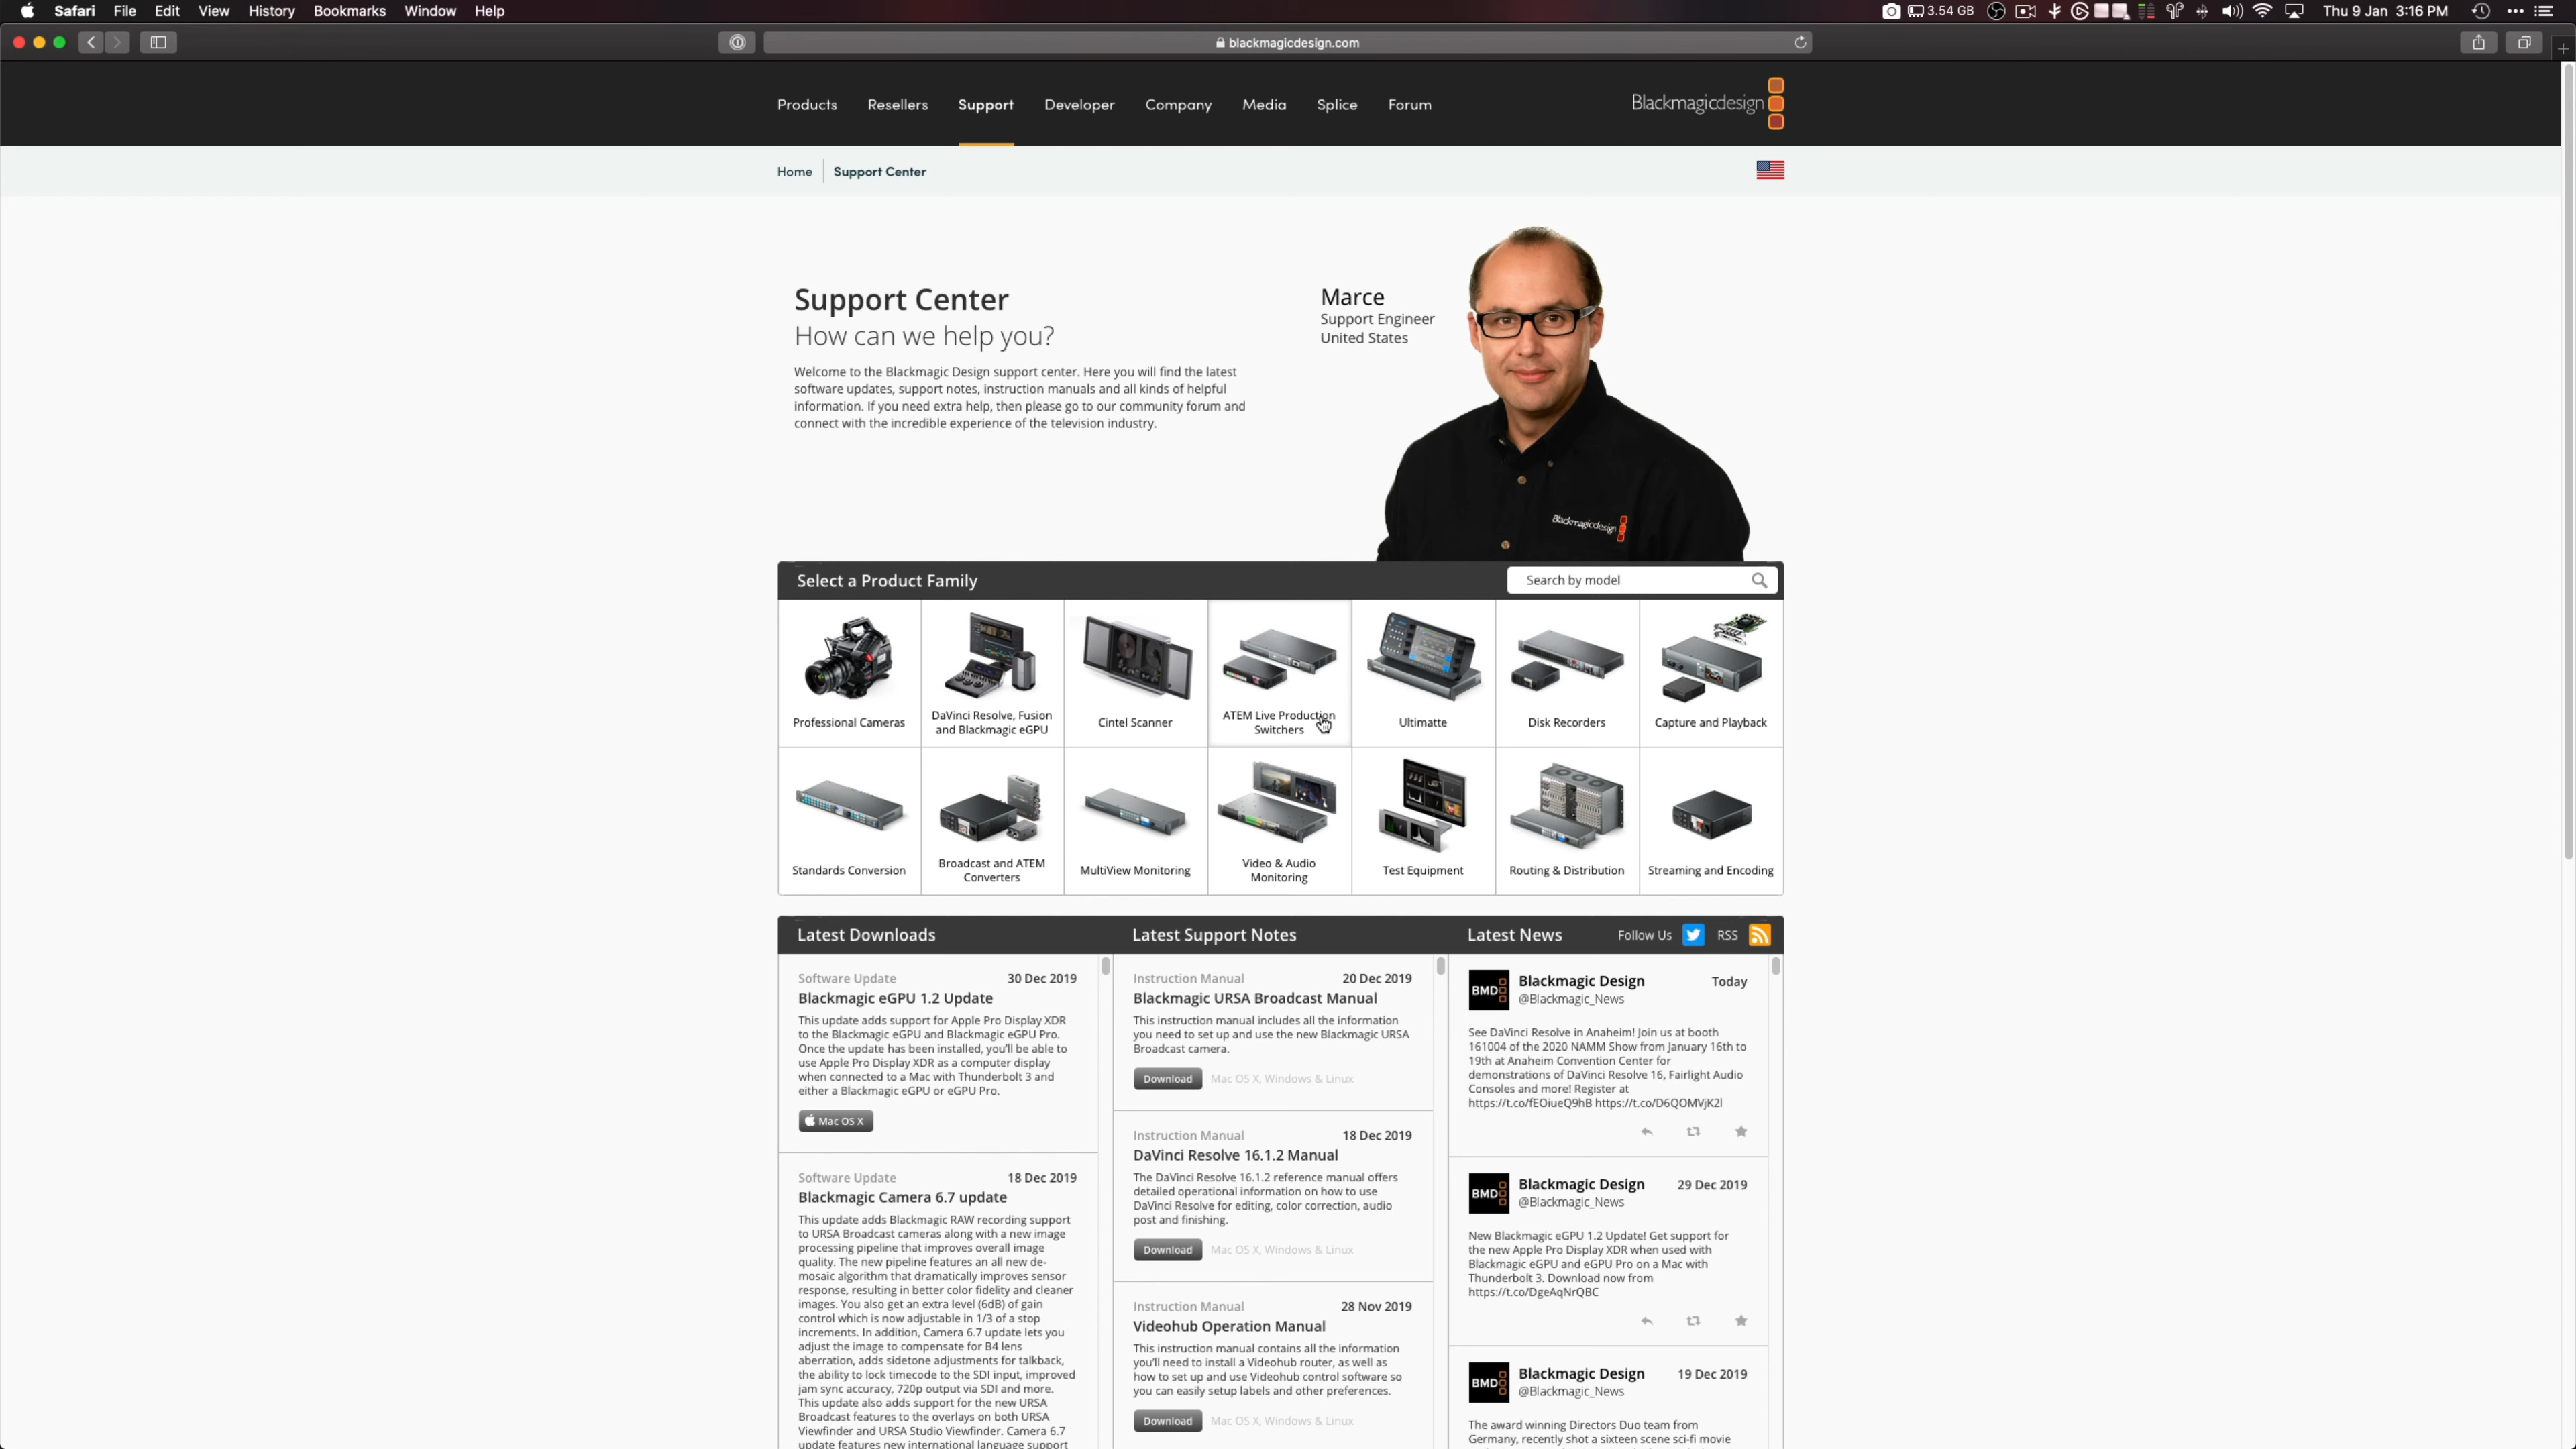 Safari File Edit View History Bookmarks Window Help
3.54 GB
Thu 9 Jan 3:16 PM
blackmagicdesign.com
Products Resellers Support Developer Company Media Splice Forum
Blackmagicdesign
Home Support Center
Support Center
How can we help you?
Welcome to the Blackmagic Design support center. Here you will find the latest
software updates, support notes, instruction manuals and all kinds of helpful
information. If you need extra help, then please go to our community forum and
connect with the incredible experience of the television industry.
Marce
Support Engineer
United States
Blackmagicdesign
Select a Product Family
Search by model
Professional Cameras
DaVinci Resolve, Fusion
and Blackmagic eGPU
Cintel Scanner
ATEM Live Production
Switchers
Ultimatte
Disk Recorders
Capture and Playback
Standards Conversion
Broadcast and ATEM
Converters
MultiView Monitoring
Video & Audio
Monitoring
Test Equipment
Routing & Distribution
Streaming and Encoding
Latest Downloads
Software Update 30 Dec 2019
Blackmagic eGPU 1.2 Update
This update adds support for Apple Pro Display XDR
to the Blackmagic eGPU and Blackmagic eGPU Pro.
Once the update has been installed, you'll be able to
use Apple Pro Display XDR as a computer display
when connected to a Mac with Thunderbolt 3 and
either a Blackmagic eGPU or eGPU Pro.
Mac OS X
Software Update 18 Dec 2019
Blackmagic Camera 6.7 update
This update adds Blackmagic RAW recording support
to URSA Broadcast cameras along with a new image
processing pipeline that improves overall image
quality. The new pipeline features an all new de-
mosaic algorithm that dramatically improves sensor
response, resulting in better color fidelity and cleaner
images. You also get an extra level (6dB) of gain
control which is now adjustable in 1/3 of a stop
increments. In addition, Camera 6.7 update lets you
adjust the image to compensate for B4 lens
aberration, adds sidetone adjustments for talkback,
the ability to lock timecode to the SDI input, improved
jam sync accuracy, 720p output via SDI and more.
This update also adds support for the new URSA
Broadcast features to the overlays on both URSA
Viewfinder and URSA Studio Viewfinder. Camera 6.7
update features new international language support
Latest Support Notes
Instruction Manual 20 Dec 2019
Blackmagic URSA Broadcast Manual
This instruction manual includes all the information
you need to set up and use the new Blackmagic URSA
Broadcast camera.
Download Mac OS X, Windows & Linux
Instruction Manual 18 Dec 2019
DaVinci Resolve 16.1.2 Manual
The DaVinci Resolve 16.1.2 reference manual offers
detailed operational information on how to use
DaVinci Resolve for editing, color correction, audio
post and finishing.
Download Mac OS X, Windows & Linux
Instruction Manual 28 Nov 2019
Videohub Operation Manual
This instruction manual contains all the information
you'll need to install a Videohub router, as well as
how to set up and use Videohub control software so
you can easily setup labels and other preferences.
Download Mac OS X, Windows & Linux
Latest News Follow Us RSS
BMD
Blackmagic Design Today
@Blackmagic_News
See DaVinci Resolve in Anaheim! Join us at booth
161004 of the 2020 NAMM Show from January 16th to
19th at Anaheim Convention Center for
demonstrations of DaVinci Resolve 16, Fairlight Audio
Consoles and more! Register at
https://t.co/fEOiueQ9hB https://t.co/D6QOMVjK2l
BMD
Blackmagic Design 29 Dec 2019
@Blackmagic_News
New Blackmagic eGPU 1.2 Update! Get support for
the new Apple Pro Display XDR when used with
Blackmagic eGPU and eGPU Pro on a Mac with
Thunderbolt 3. Download now from
https://t.co/DgeAqNrQBC
BMD
Blackmagic Design 19 Dec 2019
@Blackmagic_News
The award winning Directors Duo team from
Germany, recently shot a sixteen scene sci-fi movie